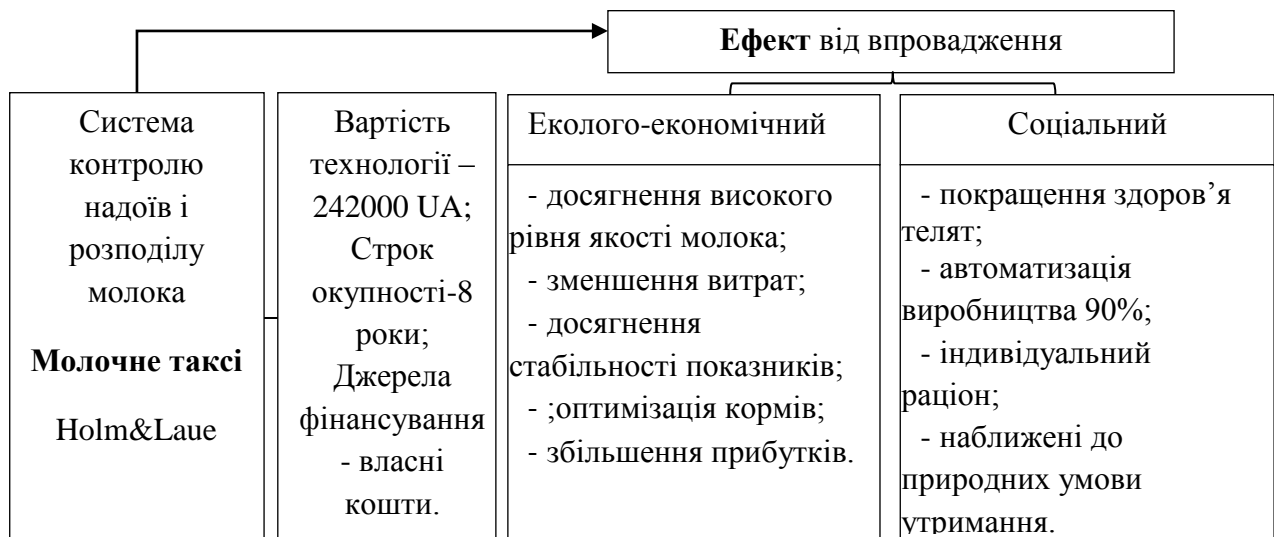 Ефект від впровадження
Система
контролю
надоїв і
розподілу
молока
Молочне таксі
Holm&Laue
Вартість
технології –
242000 UA;
Строк
окупності-8
роки;
Джерела
фінансування
- власні
кошти.
Еколого-економічний
- досягнення високого
рівня якості молока;
- зменшення витрат;
- досягнення
стабільності показників;
- ;оптимізація кормів;
- збільшення прибутків.
Соціальний
- покращення здоров’я
телят;
- автоматизація
виробництва 90%;
- індивідуальний
раціон;
- наближені до
природних умови
утримання.